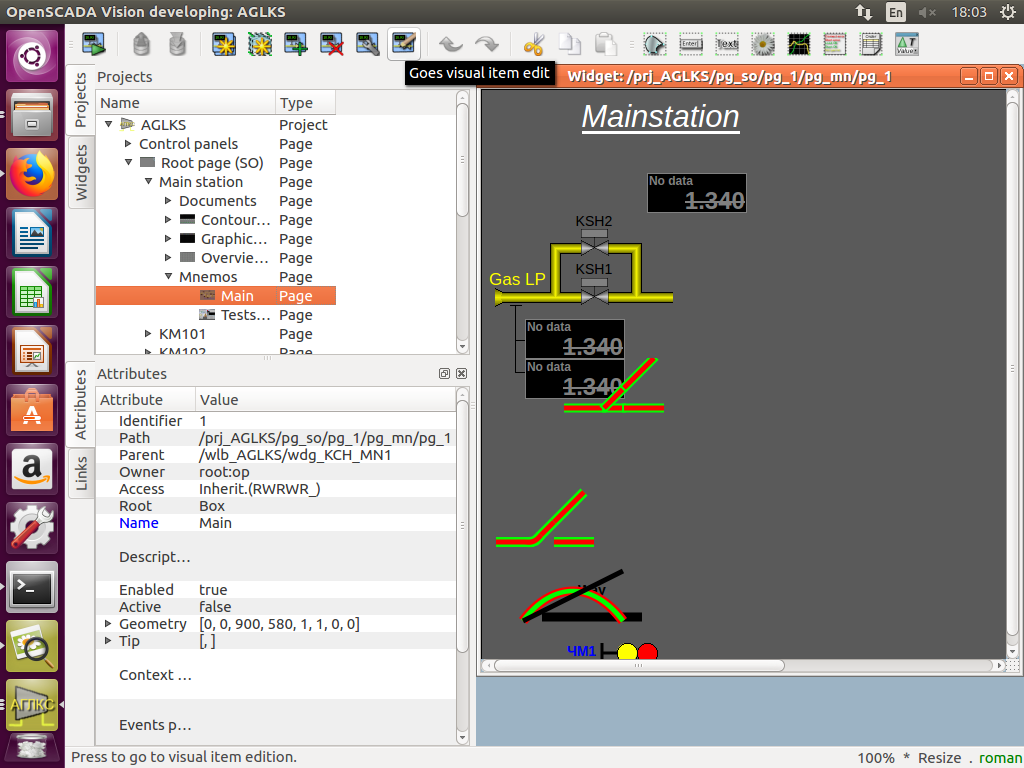 OpenSCADA Vision developing: AGLKS
En
18:03
Enter
Text
Value=
Goes visual item edit
Projects
Widgets
Projects
Name
Type
AGLKS
Project
Control panels
Page
Root page (SO)
Page
Main station
Page
Documents
Page
Contour...
Page
Graphic...
Page
Overvie...
Page
Mnemos
Page
Main
Page
Tests...
Page
KM101
Page
KM102
Page
Attributes
Links
Attributes
Attribute
Value
Identifier
1
Path
/prj_AGLKS/pg_so/pg_1/pg_mn/pg_1
Parent
/wlb_AGLKS/wdg_KCH_MN1
Owner
root:op
Access
Inherit.(RWRWR_)
Root
Box
Name
Main
Descript...
Enabled
true
Active
false
Geometry
[0, 0, 900, 580, 1, 1, 0, 0]
Tip
[, ]
Context ...
Events p...
Widget: /prj_AGLKS/pg_so/pg_1/pg_mn/pg_1
Mainstation
No data
1.340
KSH2
KSH1
Gas LP
No data
1.340
No data
1.340
ЧМ1
АГЛКС
Press to go to visual item edition.
100%
*
Resize
.
roman